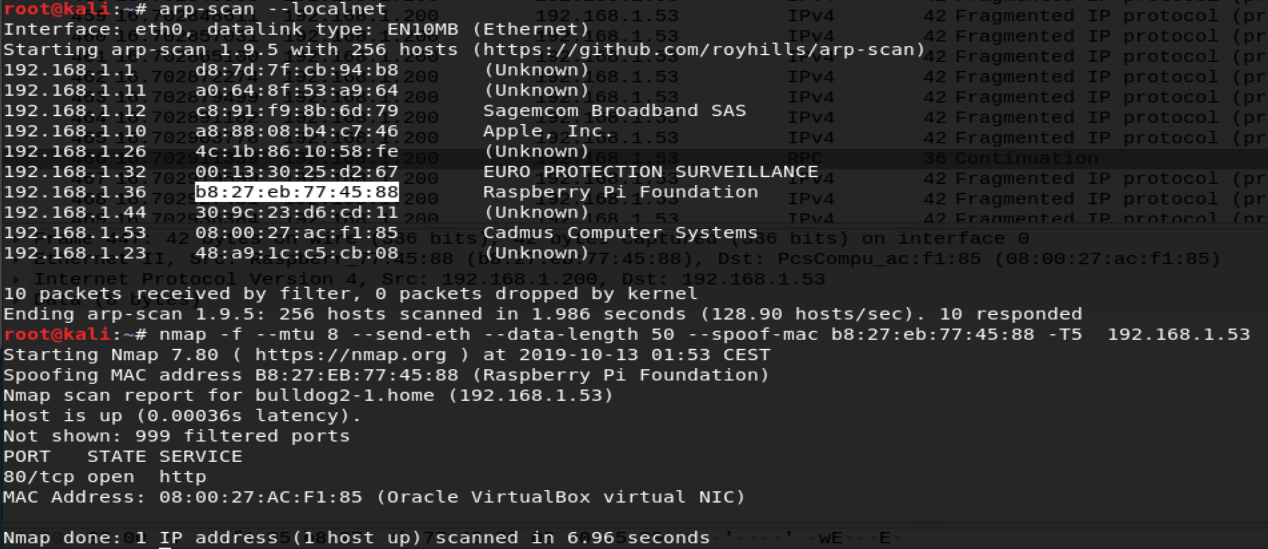 root@kali:~# arp-scan --localnet
Interface: eth0, datalink type: EN10MB (Ethernet)
Starting arp-scan 1.9.5 with 256 hosts (https://github.com/royhills/arp-scan)
192.168.1.1 d8:7d:7f:cb:94:b8 (Unknown)
192.168.1.11 a0:64:8f:53:a9:64 (Unknown)
192.168.1.12 c8:91:f9:8b:6d:79 Sagemcom Broadband SAS
192.168.1.10 a8:88:08:b4:c7:46 Apple, Inc.
192.168.1.26 4c:1b:86:10:58:fe (Unknown)
192.168.1.32 00:13:30:25:d2:67 EURO PROTECTION SURVEILLANCE
192.168.1.36 b8:27:eb:77:45:88 Raspberry Pi Foundation
192.168.1.44 30:9c:23:d6:cd:11 (Unknown)
192.168.1.53 08:00:27:ac:f1:85 Cadmus Computer Systems
192.168.1.23 48:a9:1c:c5:cb:08 (Unknown)
10 packets received by filter, 0 packets dropped by kernel
Ending arp-scan 1.9.5: 256 hosts scanned in 1.986 seconds (128.90 hosts/sec). 10 responded
root@kali:~# nmap -f --mtu 8 --send-eth --data-length 50 --spoof-mac b8:27:eb:77:45:88 -T5  192.168.1.53
Starting Nmap 7.80 ( https://nmap.org ) at 2019-10-13 01:53 CEST
Spoofing MAC address B8:27:EB:77:45:88 (Raspberry Pi Foundation)
Nmap scan report for bulldog2-1.home (192.168.1.53)
Host is up (0.00036s latency).
Not shown: 999 filtered ports
PORT   STATE SERVICE
80/tcp open  http
MAC Address: 08:00:27:AC:F1:85 (Oracle VirtualBox virtual NIC)
Nmap done: 1 IP address (1 host up) scanned in 6.96 seconds